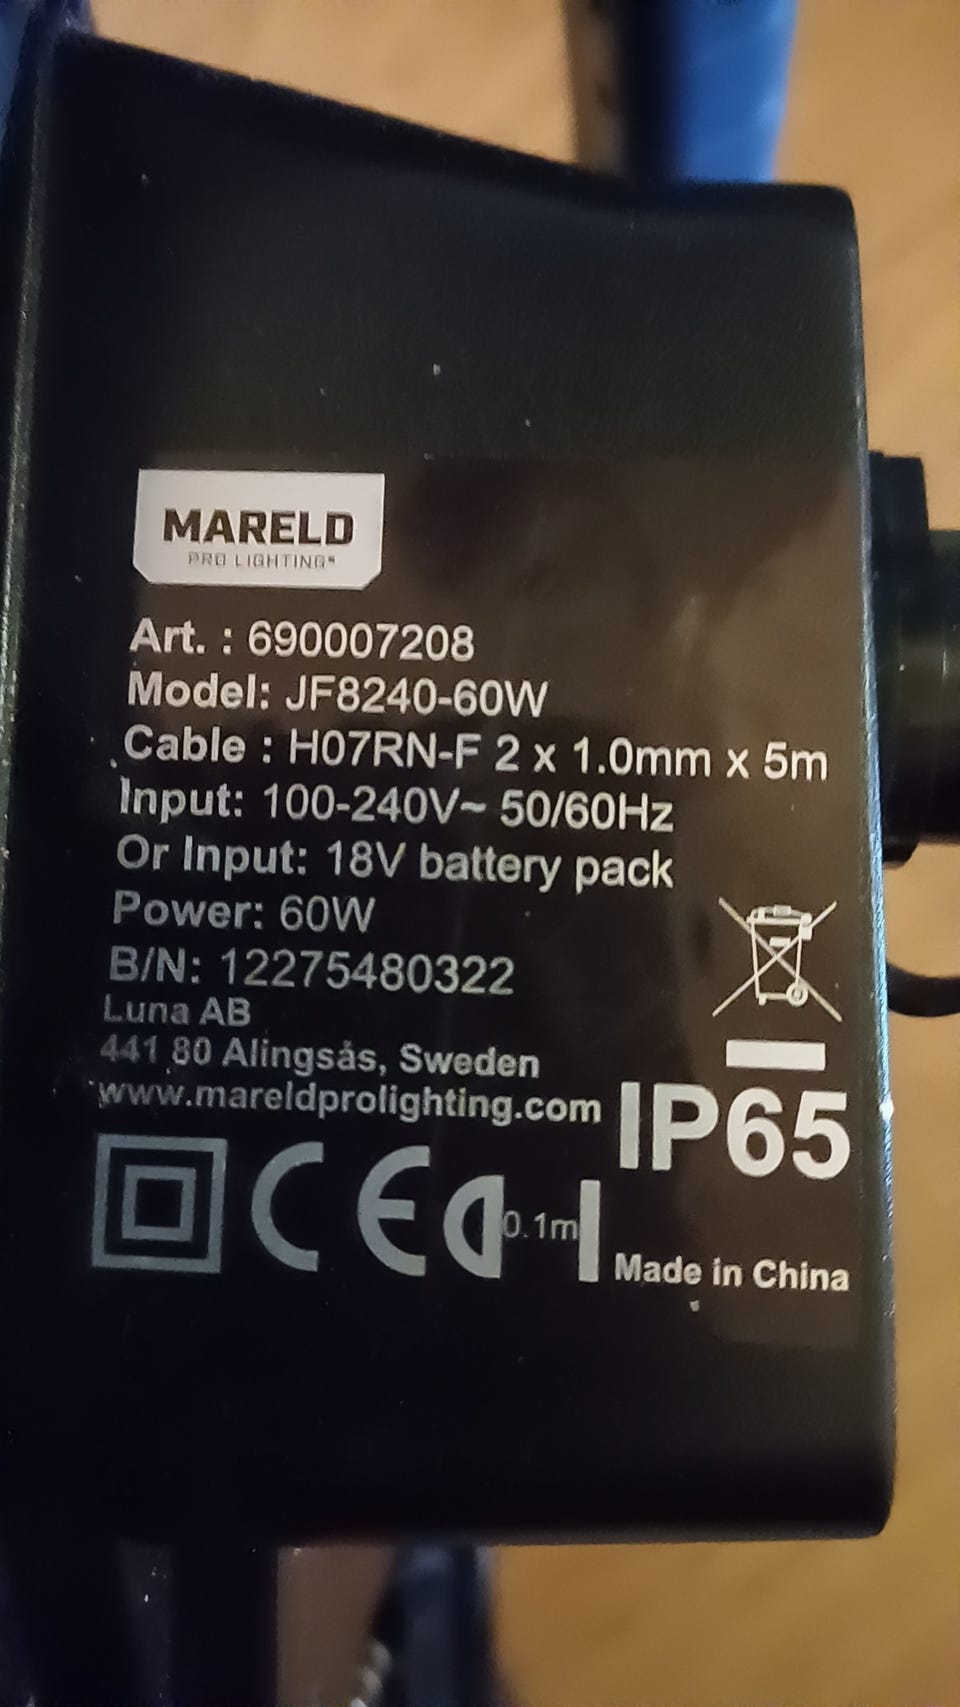 MARELD
PRO LIGHTING®
Art. : 690007208
Model: JF8240-60W
Cable : H07RN-F 2 x 1.0mm x 5m
Input: 100-240V~ 50/60Hz
Or Input: 18V battery pack
Power: 60W
B/N: 12275480322
Luna AB
441 80 Alingsås, Sweden
www.mareldprolighting.com
IP65
CE
0.1m
Made in China